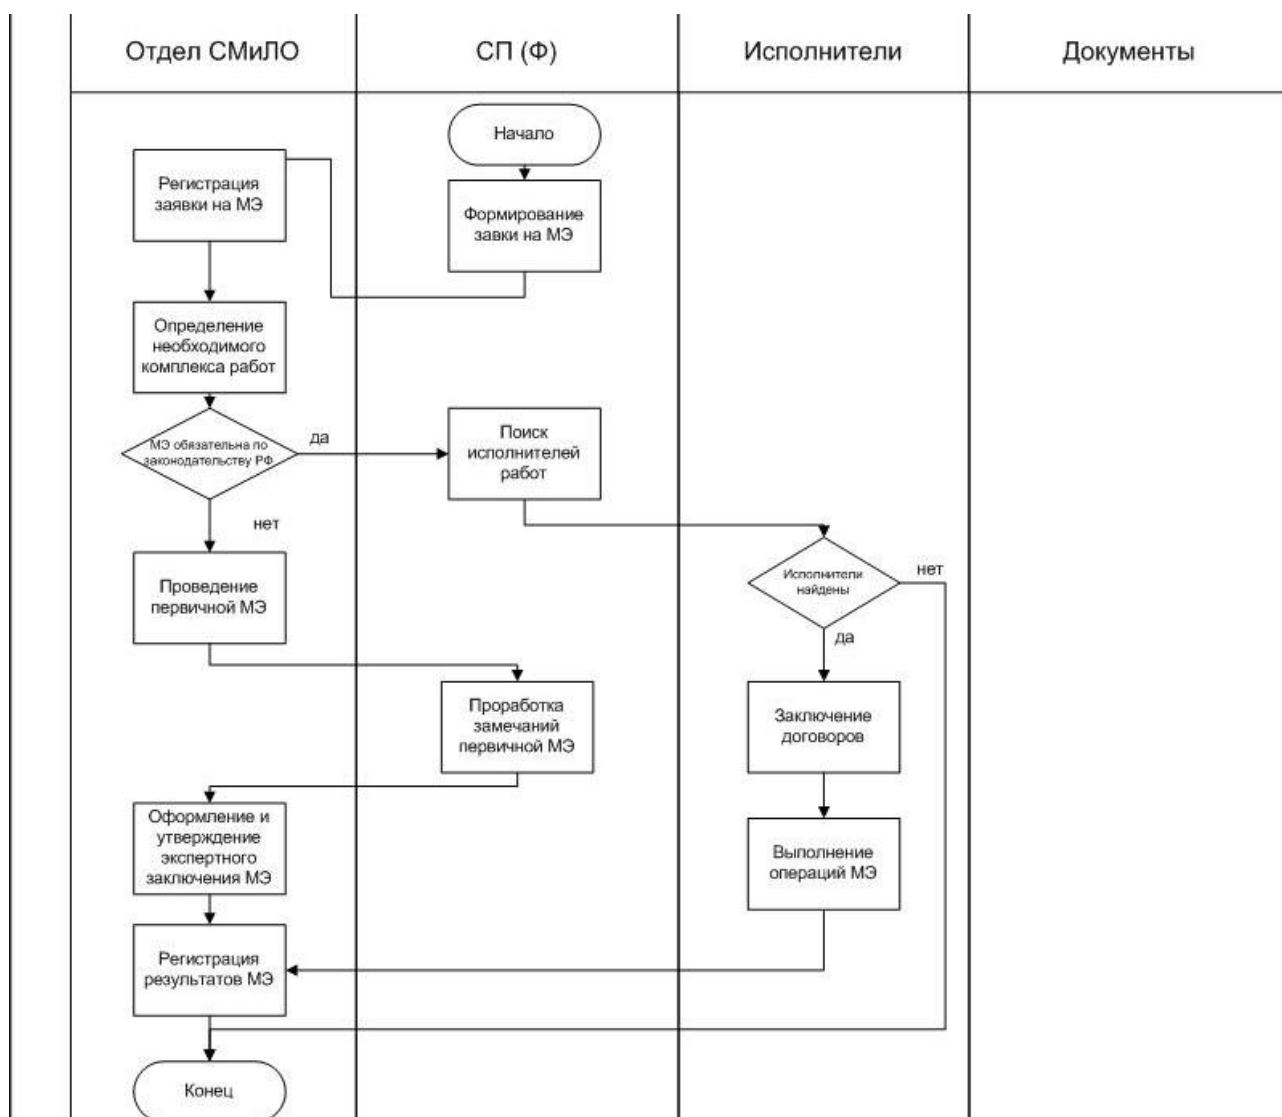 Отдел СМиЛО
СП (Ф)
Исполнители
Документы
Начало
Регистрация
заявки на МЭ
Формирование
завки на МЭ
Определение
необходимого
комплекса работ
МЭ обязательна по
законодательству РФ
да
Поиск
исполнителей
работ
нет
Исполнители
найдены
нет
да
Проведение
первичной МЭ
Проработка
замечаний
первичной МЭ
Заключение
договоров
Оформление и
утверждение
экспертного
заключения МЭ
Выполнение
операций МЭ
Регистрация
результатов МЭ
Конец